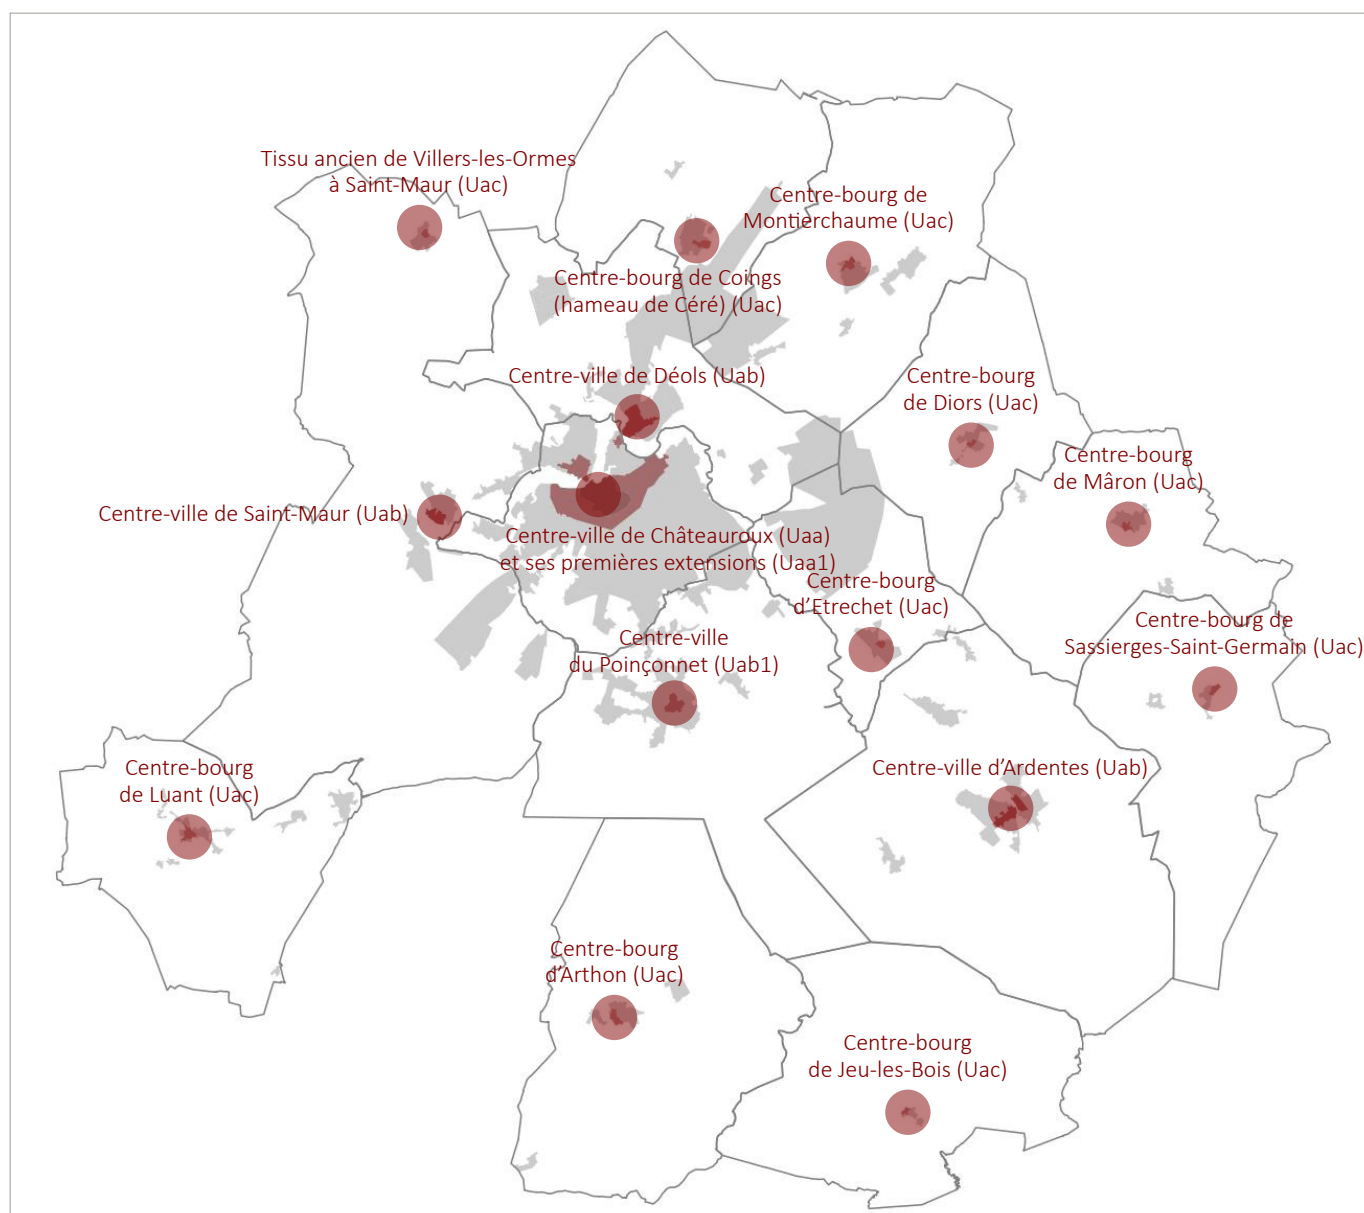 Tissu ancien de Villers-les-Ormes
à Saint-Maur (Uac)
Centre-bourg de
Montierchaume (Uac)
Centre-bourg de Coings
(hameau de Céré) (Uac)
Centre-ville de Déols (Uab)
Centre-bourg
de Diors (Uac)
Centre-bourg
de Mâron (Uac)
Centre-ville de Saint-Maur (Uab)
Centre-ville de Châteauroux (Uaa)
et ses premières extensions (Uaa1)
Centre-bourg
d'Etrechet (Uac)
Centre-bourg de
Sassierges-Saint-Germain (Uac)
Centre-ville
du Poinçonnet (Uab1)
Centre-bourg
de Luant (Uac)
Centre-ville d'Ardentes (Uab)
Centre-bourg
d'Arthon (Uac)
Centre-bourg
de Jeu-les-Bois (Uac)